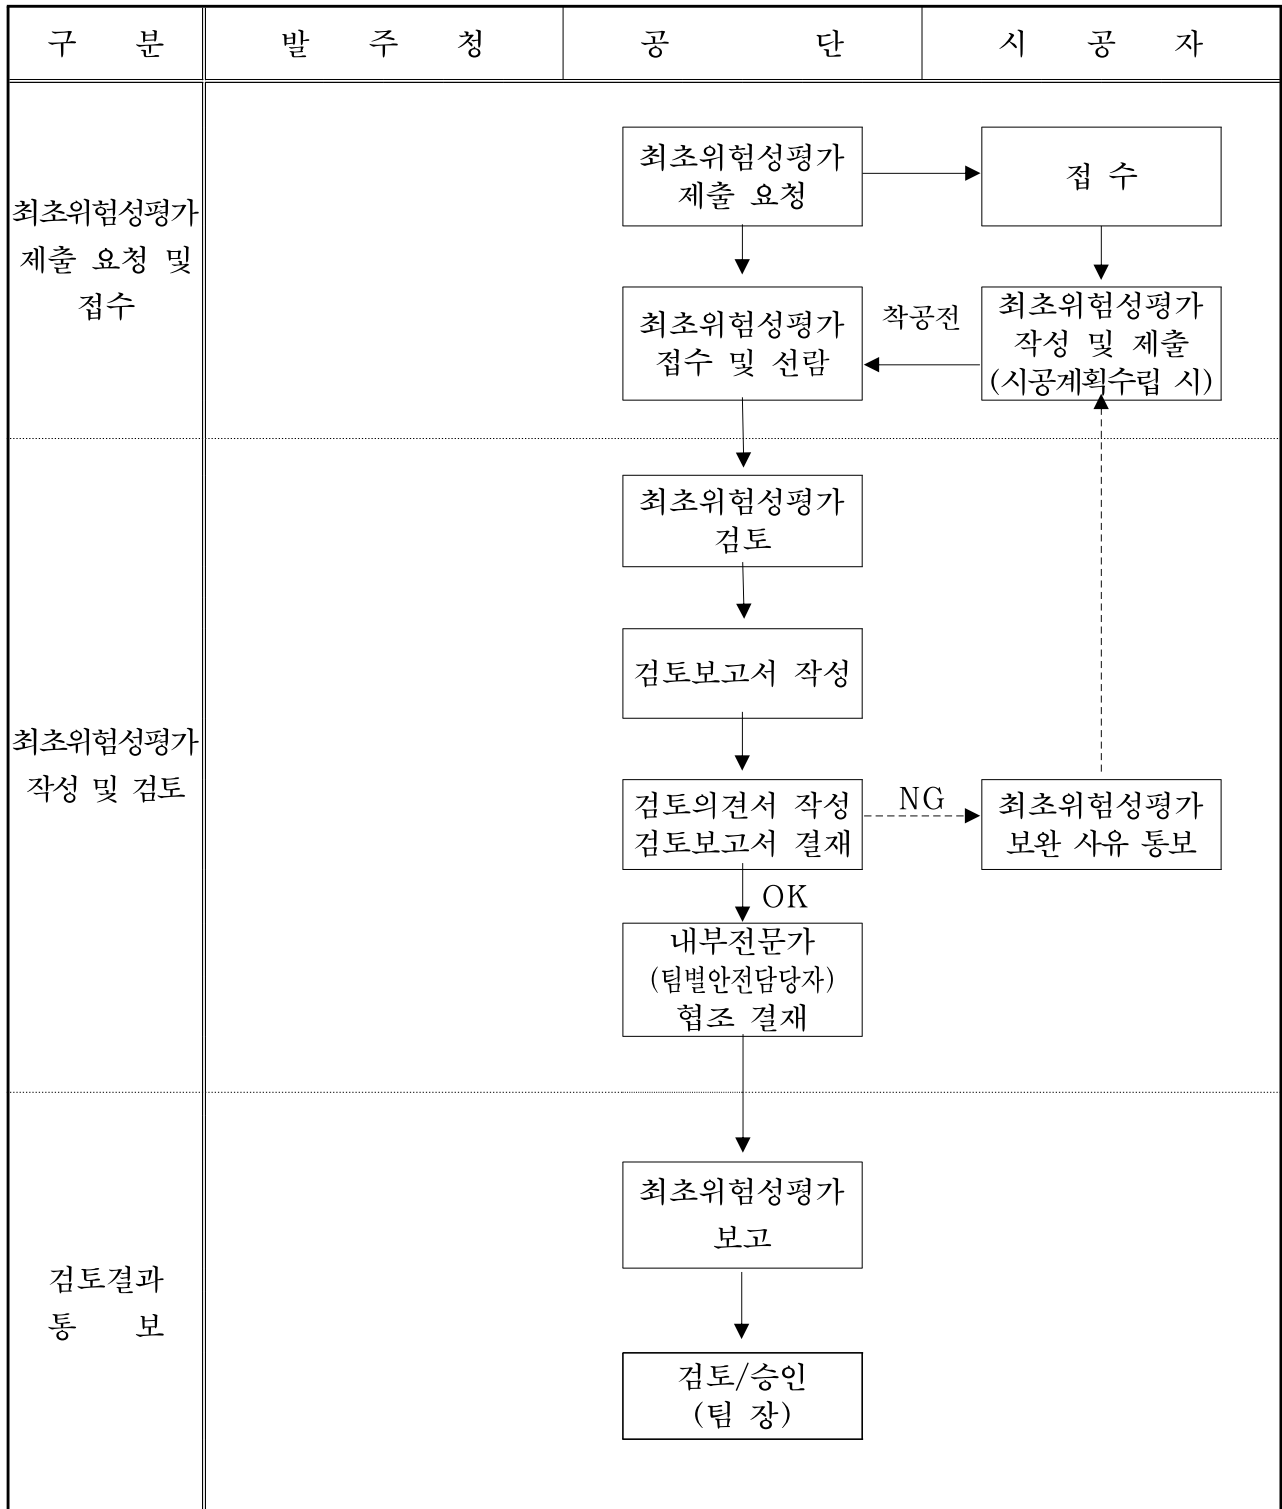 구 분
발 주 청
공 단
시 공 자
최초위험성평가
제출 요청 및
접수
최초위험성평가
제출 요청
접 수
최초위험성평가
접수 및 선람
착공전
최초위험성평가
작성 및 제출
(시공계획수립 시)
최초위험성평가
작성 및 검토
최초위험성평가
검토
검토보고서 작성
검토의견서 작성
검토보고서 결재
NG
최초위험성평가
보완 사유 통보
OK
내부전문가
(팀별안전담당자)
협조 결재
검토결과
통 보
최초위험성평가
보고
검토/승인
(팀 장)